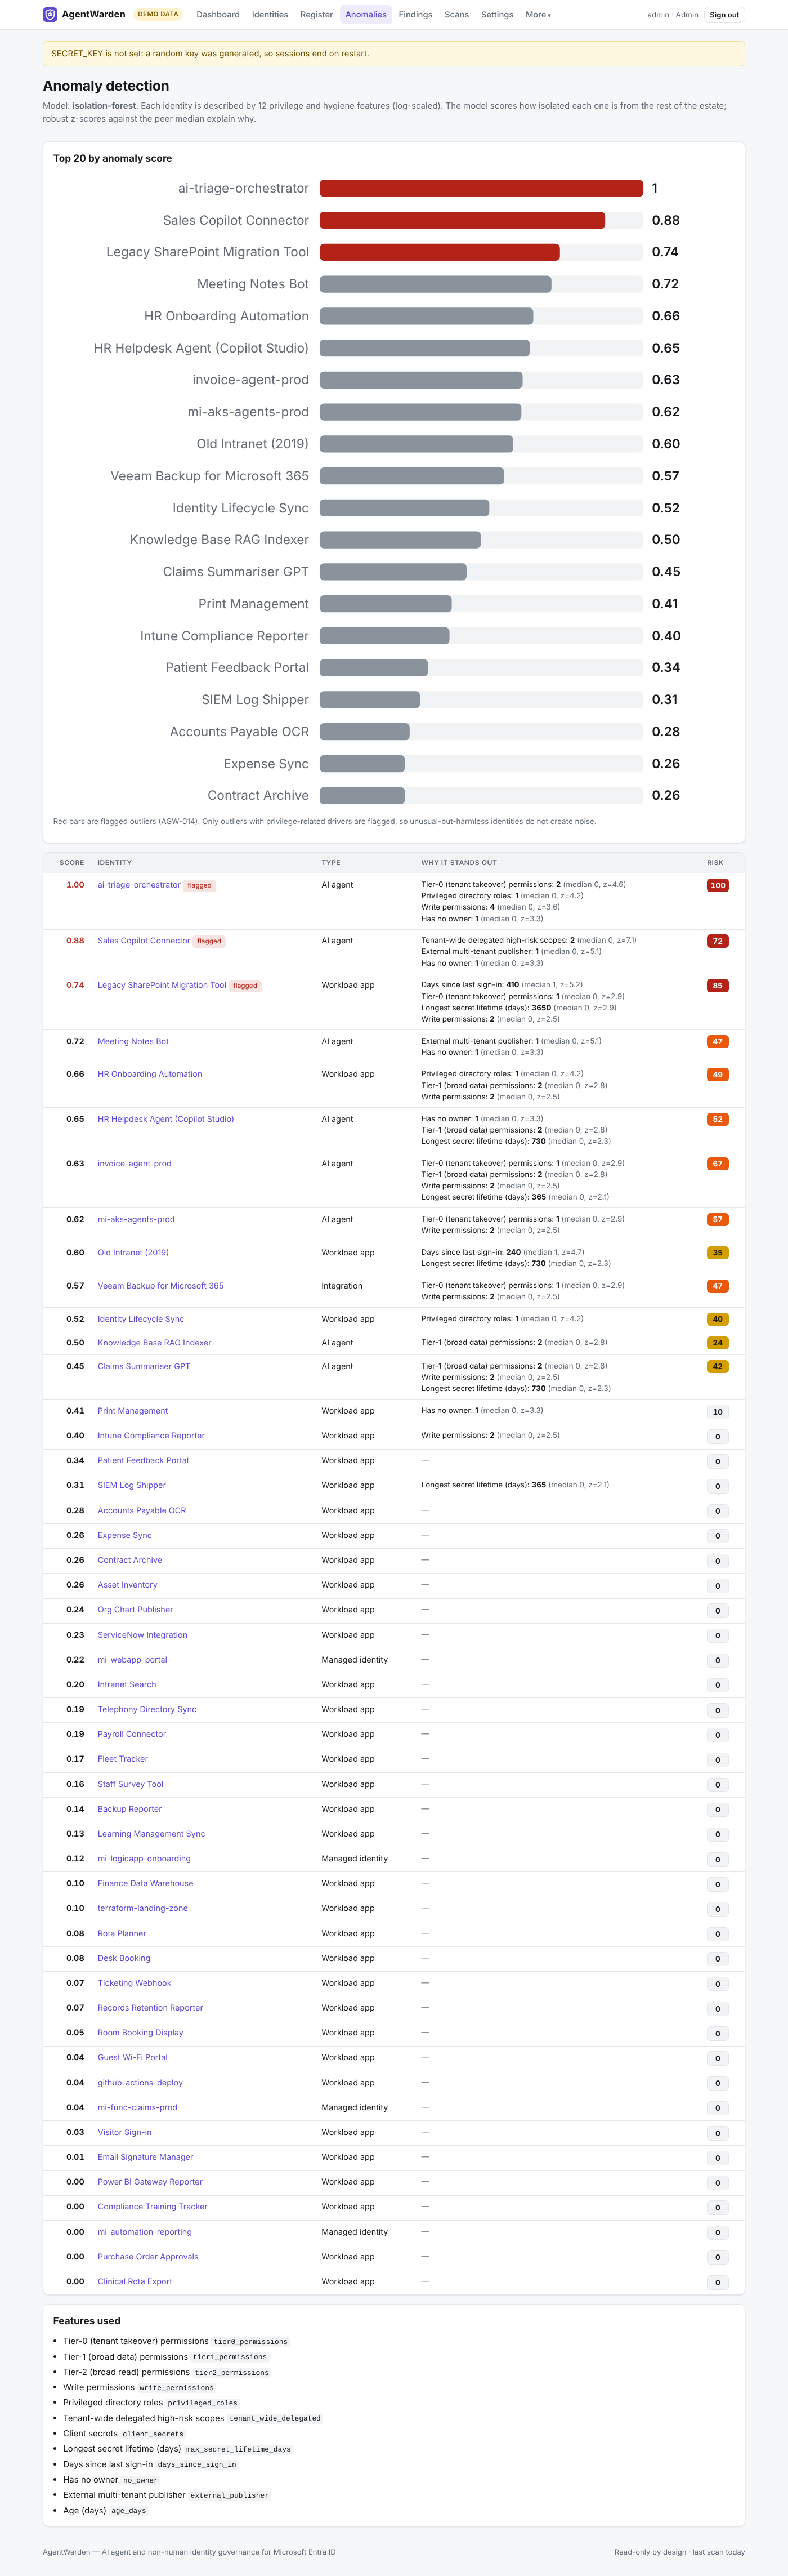 AgentWarden DEMO DATA Dashboard Identities Register Anomalies Findings Scans Settings More ▾ admin · Admin Sign out
SECRET_KEY is not set: a random key was generated, so sessions end on restart.
Anomaly detection
Model: isolation-forest. Each identity is described by 12 privilege and hygiene features (log-scaled). The model scores how isolated each one is from the rest of the estate;
robust z-scores against the peer median explain why.
Top 20 by anomaly score
ai-triage-orchestrator 1
Sales Copilot Connector 0.88
Legacy SharePoint Migration Tool 0.74
Meeting Notes Bot 0.72
HR Onboarding Automation 0.66
HR Helpdesk Agent (Copilot Studio) 0.65
invoice-agent-prod 0.63
mi-aks-agents-prod 0.62
Old Intranet (2019) 0.60
Veeam Backup for Microsoft 365 0.57
Identity Lifecycle Sync 0.52
Knowledge Base RAG Indexer 0.50
Claims Summariser GPT 0.45
Print Management 0.41
Intune Compliance Reporter 0.40
Patient Feedback Portal 0.34
SIEM Log Shipper 0.31
Accounts Payable OCR 0.28
Expense Sync 0.26
Contract Archive 0.26
Red bars are flagged outliers (AGW-014). Only outliers with privilege-related drivers are flagged, so unusual-but-harmless identities do not create noise.
SCORE IDENTITY TYPE WHY IT STANDS OUT RISK
1.00 ai-triage-orchestrator flagged AI agent Tier-0 (tenant takeover) permissions: 2 (median 0, z=4.6) 100
Privileged directory roles: 1 (median 0, z=4.2)
Write permissions: 4 (median 0, z=3.6)
Has no owner: 1 (median 0, z=3.3)
0.88 Sales Copilot Connector flagged AI agent Tenant-wide delegated high-risk scopes: 2 (median 0, z=7.1) 72
External multi-tenant publisher: 1 (median 0, z=5.1)
Has no owner: 1 (median 0, z=3.3)
0.74 Legacy SharePoint Migration Tool flagged Workload app Days since last sign-in: 410 (median 1, z=5.2) 85
Tier-0 (tenant takeover) permissions: 1 (median 0, z=2.9)
Longest secret lifetime (days): 3650 (median 0, z=2.9)
Write permissions: 2 (median 0, z=2.5)
0.72 Meeting Notes Bot AI agent External multi-tenant publisher: 1 (median 0, z=5.1) 47
Has no owner: 1 (median 0, z=3.3)
0.66 HR Onboarding Automation Workload app Privileged directory roles: 1 (median 0, z=4.2) 49
Tier-1 (broad data) permissions: 2 (median 0, z=2.8)
Write permissions: 2 (median 0, z=2.5)
0.65 HR Helpdesk Agent (Copilot Studio) AI agent Has no owner: 1 (median 0, z=3.3) 52
Tier-1 (broad data) permissions: 2 (median 0, z=2.8)
Longest secret lifetime (days): 730 (median 0, z=2.3)
0.63 invoice-agent-prod AI agent Tier-0 (tenant takeover) permissions: 1 (median 0, z=2.9) 67
Tier-1 (broad data) permissions: 2 (median 0, z=2.8)
Write permissions: 2 (median 0, z=2.5)
Longest secret lifetime (days): 365 (median 0, z=2.1)
0.62 mi-aks-agents-prod AI agent Tier-0 (tenant takeover) permissions: 1 (median 0, z=2.9) 57
Write permissions: 2 (median 0, z=2.5)
0.60 Old Intranet (2019) Workload app Days since last sign-in: 240 (median 1, z=4.7) 35
Longest secret lifetime (days): 730 (median 0, z=2.3)
0.57 Veeam Backup for Microsoft 365 Integration Tier-0 (tenant takeover) permissions: 1 (median 0, z=2.9) 47
Write permissions: 2 (median 0, z=2.5)
0.52 Identity Lifecycle Sync Workload app Privileged directory roles: 1 (median 0, z=4.2) 40
0.50 Knowledge Base RAG Indexer AI agent Tier-1 (broad data) permissions: 2 (median 0, z=2.8) 24
0.45 Claims Summariser GPT AI agent Tier-1 (broad data) permissions: 2 (median 0, z=2.8) 42
Write permissions: 2 (median 0, z=2.5)
Longest secret lifetime (days): 730 (median 0, z=2.3)
0.41 Print Management Workload app Has no owner: 1 (median 0, z=3.3) 10
0.40 Intune Compliance Reporter Workload app Write permissions: 2 (median 0, z=2.5) 0
0.34 Patient Feedback Portal Workload app — 0
0.31 SIEM Log Shipper Workload app Longest secret lifetime (days): 365 (median 0, z=2.1) 0
0.28 Accounts Payable OCR Workload app — 0
0.26 Expense Sync Workload app — 0
0.26 Contract Archive Workload app — 0
0.26 Asset Inventory Workload app — 0
0.24 Org Chart Publisher Workload app — 0
0.23 ServiceNow Integration Workload app — 0
0.22 mi-webapp-portal Managed identity — 0
0.20 Intranet Search Workload app — 0
0.19 Telephony Directory Sync Workload app — 0
0.19 Payroll Connector Workload app — 0
0.17 Fleet Tracker Workload app — 0
0.16 Staff Survey Tool Workload app — 0
0.14 Backup Reporter Workload app — 0
0.13 Learning Management Sync Workload app — 0
0.12 mi-logicapp-onboarding Managed identity — 0
0.10 Finance Data Warehouse Workload app — 0
0.10 terraform-landing-zone Workload app — 0
0.08 Rota Planner Workload app — 0
0.08 Desk Booking Workload app — 0
0.07 Ticketing Webhook Workload app — 0
0.07 Records Retention Reporter Workload app — 0
0.05 Room Booking Display Workload app — 0
0.04 Guest Wi-Fi Portal Workload app — 0
0.04 github-actions-deploy Workload app — 0
0.04 mi-func-claims-prod Managed identity — 0
0.03 Visitor Sign-in Workload app — 0
0.01 Email Signature Manager Workload app — 0
0.00 Power BI Gateway Reporter Workload app — 0
0.00 Compliance Training Tracker Workload app — 0
0.00 mi-automation-reporting Managed identity — 0
0.00 Purchase Order Approvals Workload app — 0
0.00 Clinical Rota Export Workload app — 0
Features used
• Tier-0 (tenant takeover) permissions tier0_permissions
• Tier-1 (broad data) permissions tier1_permissions
• Tier-2 (broad read) permissions tier2_permissions
• Write permissions write_permissions
• Privileged directory roles privileged_roles
• Tenant-wide delegated high-risk scopes tenant_wide_delegated
• Client secrets client_secrets
• Longest secret lifetime (days) max_secret_lifetime_days
• Days since last sign-in days_since_sign_in
• Has no owner no_owner
• External multi-tenant publisher external_publisher
• Age (days) age_days
AgentWarden — AI agent and non-human identity governance for Microsoft Entra ID Read-only by design · last scan today